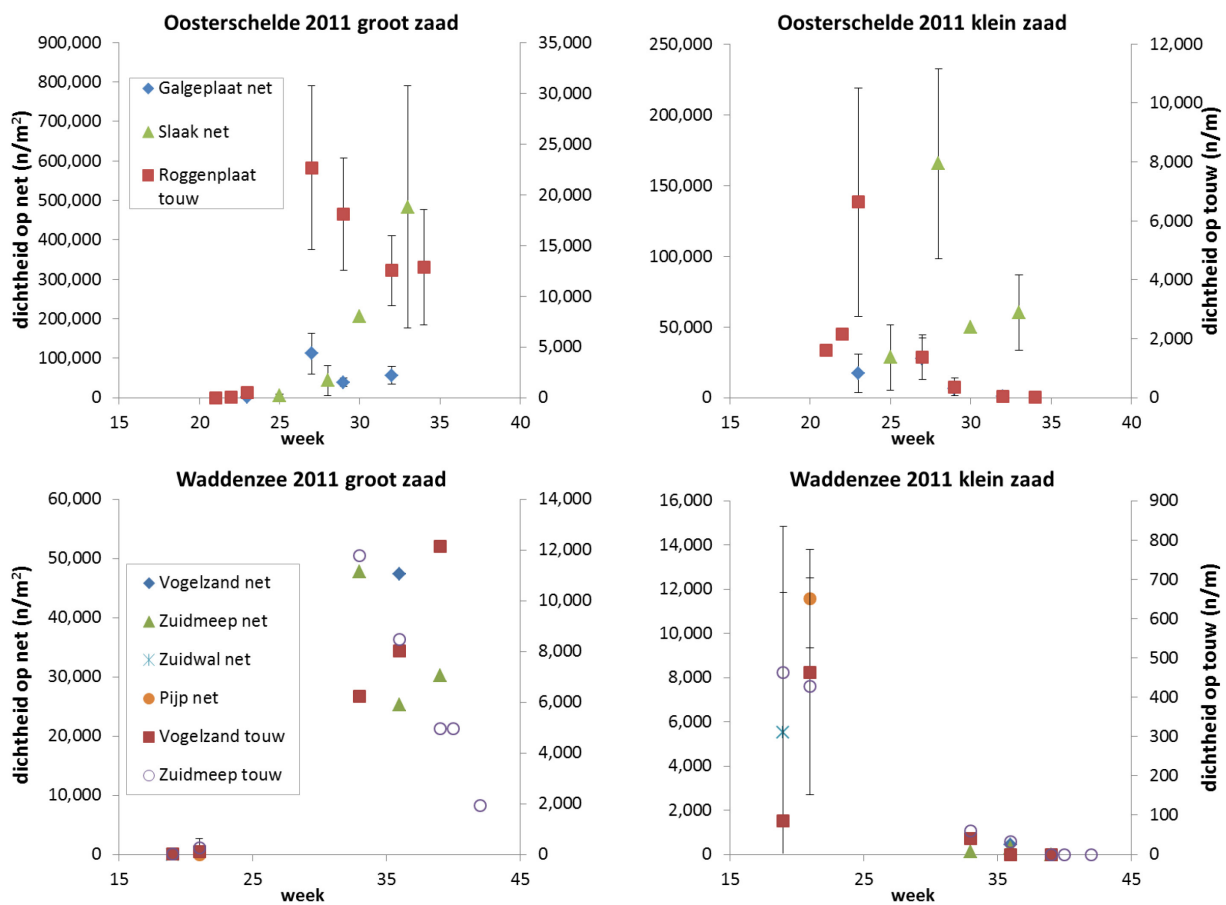 Oosterschelde 2011 groot zaad
900,000
800,000
700,000
600,000
500,000
400,000
300,000
200,000
100,000
0
35,000
30,000
25,000
20,000
15,000
10,000
5,000
0
15 20 25 30 35 40
week
dichtheid op net (n/m²)
Galgeplaat net
Slaak net
Roggenplaat
touw
Oosterschelde 2011 klein zaad
250,000
200,000
150,000
100,000
50,000
0
12,000
10,000
8,000
6,000
4,000
2,000
0
15 20 25 30 35 40
week
dichtheid op touw (n/m)
Waddenzee 2011 groot zaad
60,000
50,000
40,000
30,000
20,000
10,000
0
14,000
12,000
10,000
8,000
6,000
4,000
2,000
0
15 25 35 45
week
dichtheid op net (n/m²)
Vogelzand net
Zuidmeep net
Zuidwal net
Pijp net
Vogelzand touw
Zuidmeep touw
Waddenzee 2011 klein zaad
16,000
14,000
12,000
10,000
8,000
6,000
4,000
2,000
0
900
800
700
600
500
400
300
200
100
0
15 25 35 45
week
dichtheid op touw (n/m)